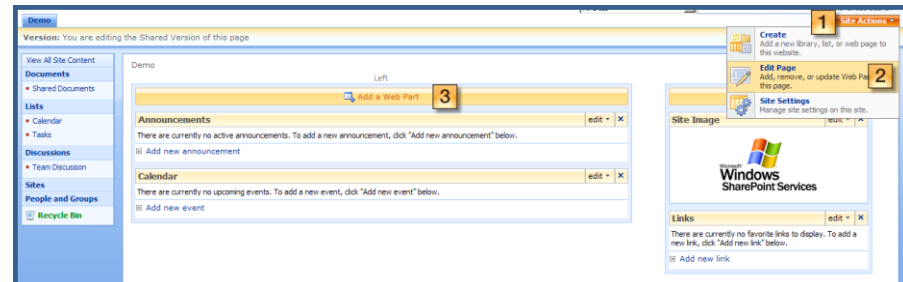 Demo
1
Site Actions
Version: You are editing the Shared Version of this page
Create
Add a new library, list, or web page to
this website.
Edit Page
Add, remove, or update Web Pa
this page.
2
Site Settings
Manage site settings on this site.
View All Site Content
Documents
Shared Documents
Lists
Calendar
Tasks
Discussions
Team Discussion
Sites
People and Groups
Recycle Bin
Demo
Left
Add a Web Part
3
Announcements
edit
x
There are currently no active announcements. To add a new announcement, click "Add new announcement" below.
Add new announcement
Calendar
edit
x
There are currently no upcoming events. To add a new event, click "Add new event" below.
Add new event
Site Image
edit
x
Microsoft
Windows
SharePoint Services
Links
edit
x
There are currently no favorite links to display. To add a
new link, click "Add new link" below.
Add new link